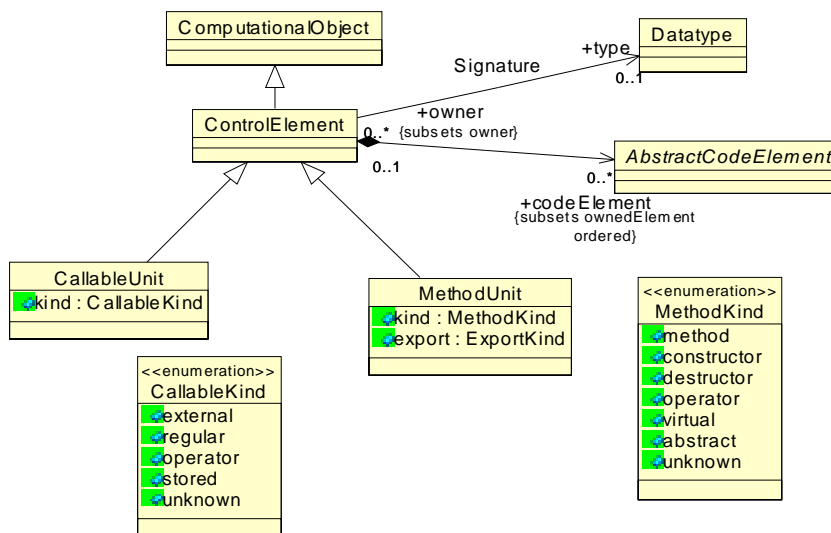 ComputationalObject
Datatype
+type
Signature
0..1
ControlElement
+owner
0..*
{subsets owner}
0..1
AbstractCodeElement
0..*
+codeElement
{subsets ownedElement
ordered}
CallableUnit
kind : CallableKind
MethodUnit
kind : MethodKind
export : ExportKind
<<enumeration>>
MethodKind
method
constructor
destructor
operator
virtual
abstract
unknown
<<enumeration>>
CallableKind
external
regular
operator
stored
unknown